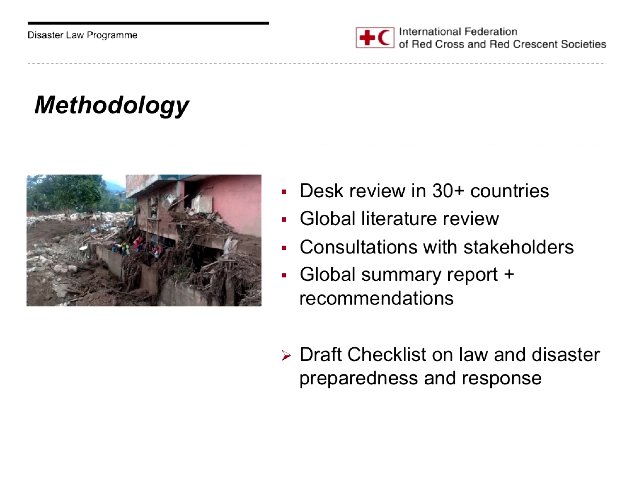 Disaster Law Programme
International Federation
of Red Cross and Red Crescent Societies
Methodology
Desk review in 30+ countries
Global literature review
Consultations with stakeholders
Global summary report +
recommendations
Draft Checklist on law and disaster
preparedness and response